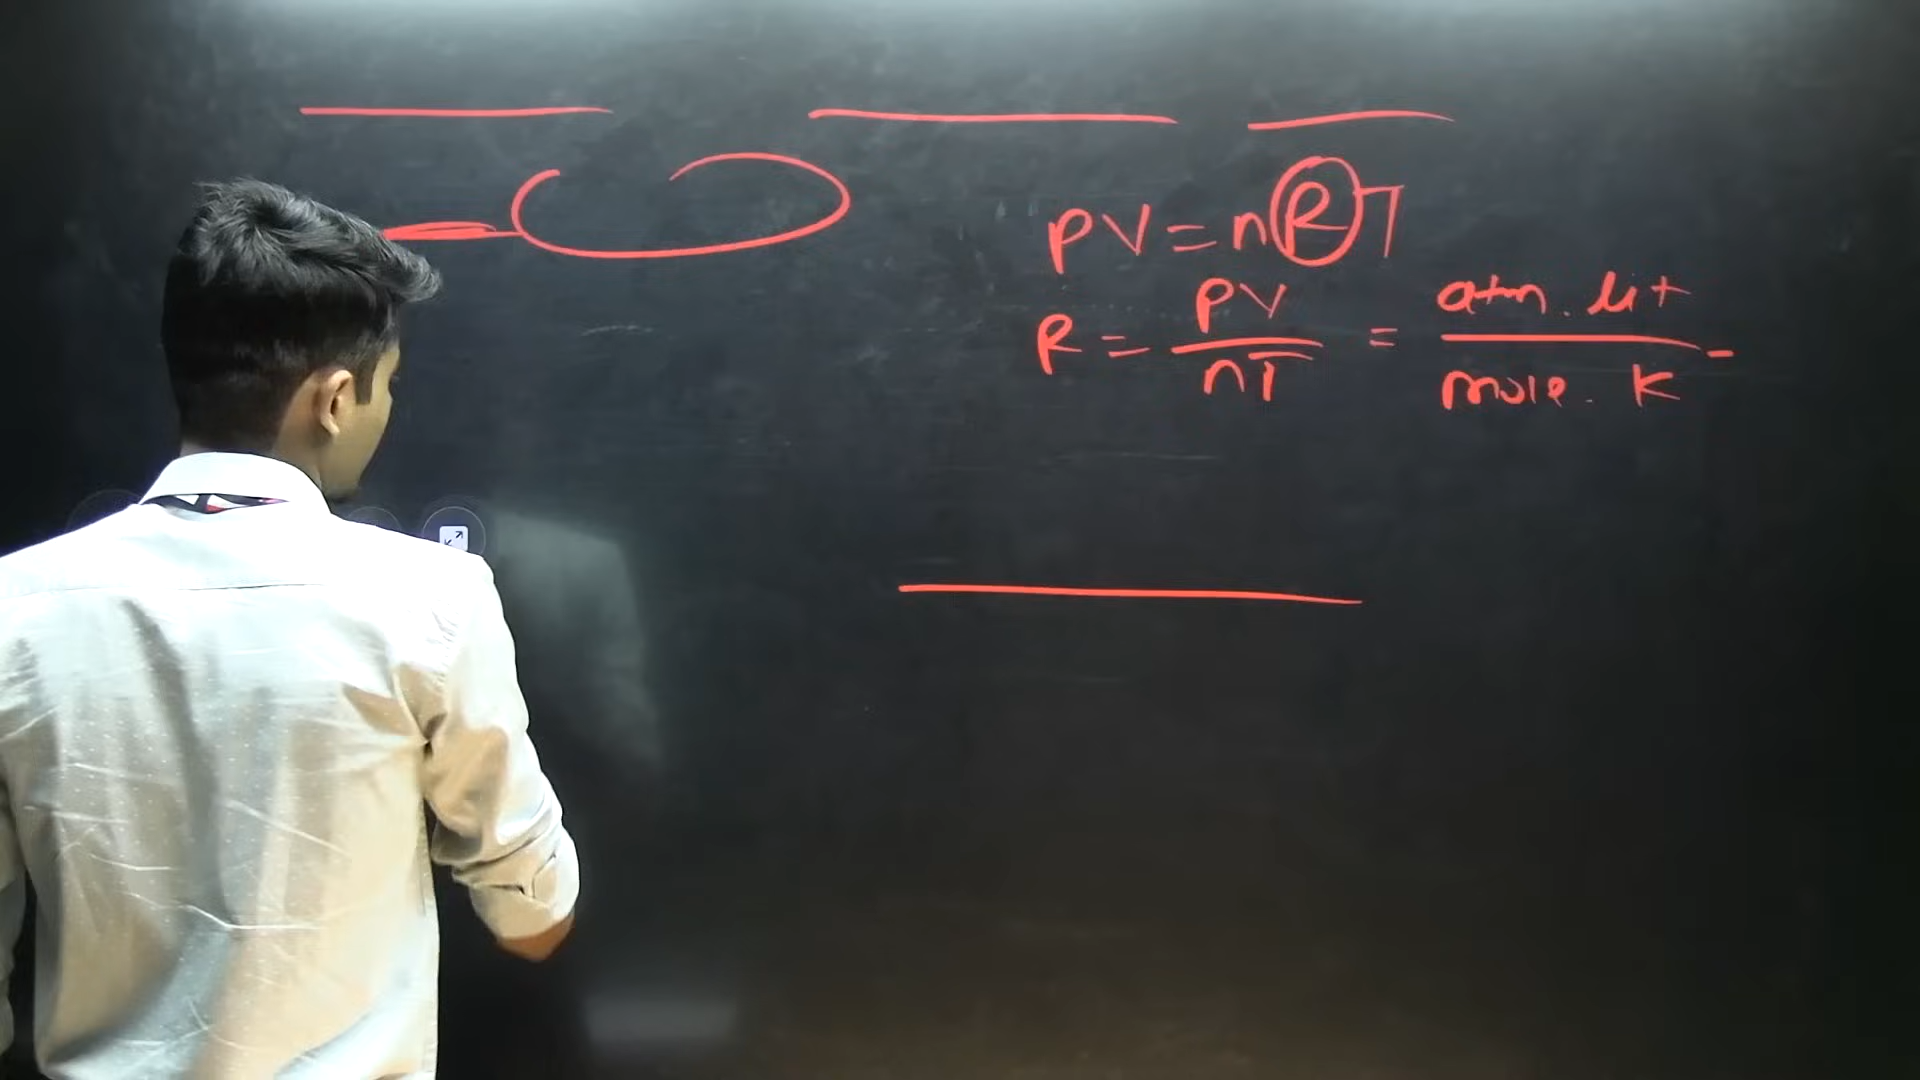 PV = nRT
R = PV/nT = atm. lit/mole. K -